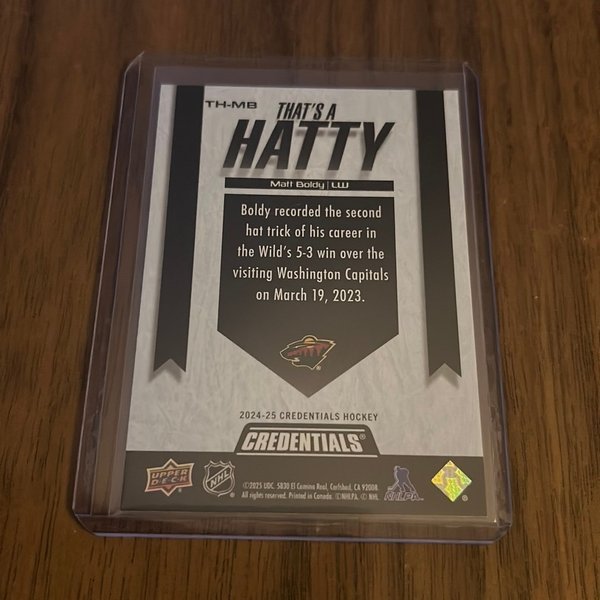 TH-MB
THAT'S A
HATTY
Matt Boldy | LW
Boldy recorded the second
hat trick of his career in
the Wild's 5-3 win over the
visiting Washington Capitals
on March 19, 2023.
2024-25 CREDENTIALS HOCKEY
CREDENTIALS®
UPPER
DECK
NHL
©2025 UDC. 5830 El Camino Real, Carlsbad, CA 92008.
All rights reserved. Printed in Canada. ©NHLPA. © NHL.
NHLPA